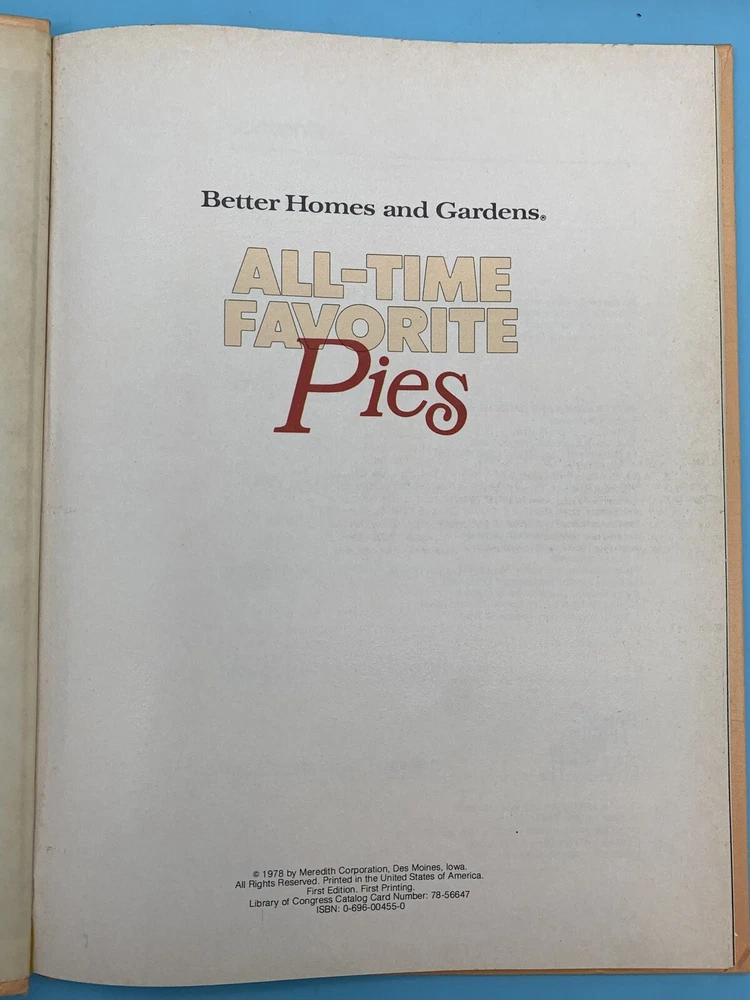 Better Homes and Gardens®
ALL-TIME
FAVORITE
Pies
© 1978 by Meredith Corporation, Des Moines, Iowa.
All Rights Reserved. Printed in the United States of America.
First Edition. First Printing.
Library of Congress Catalog Card Number: 78-56647
ISBN: 0-696-00455-0